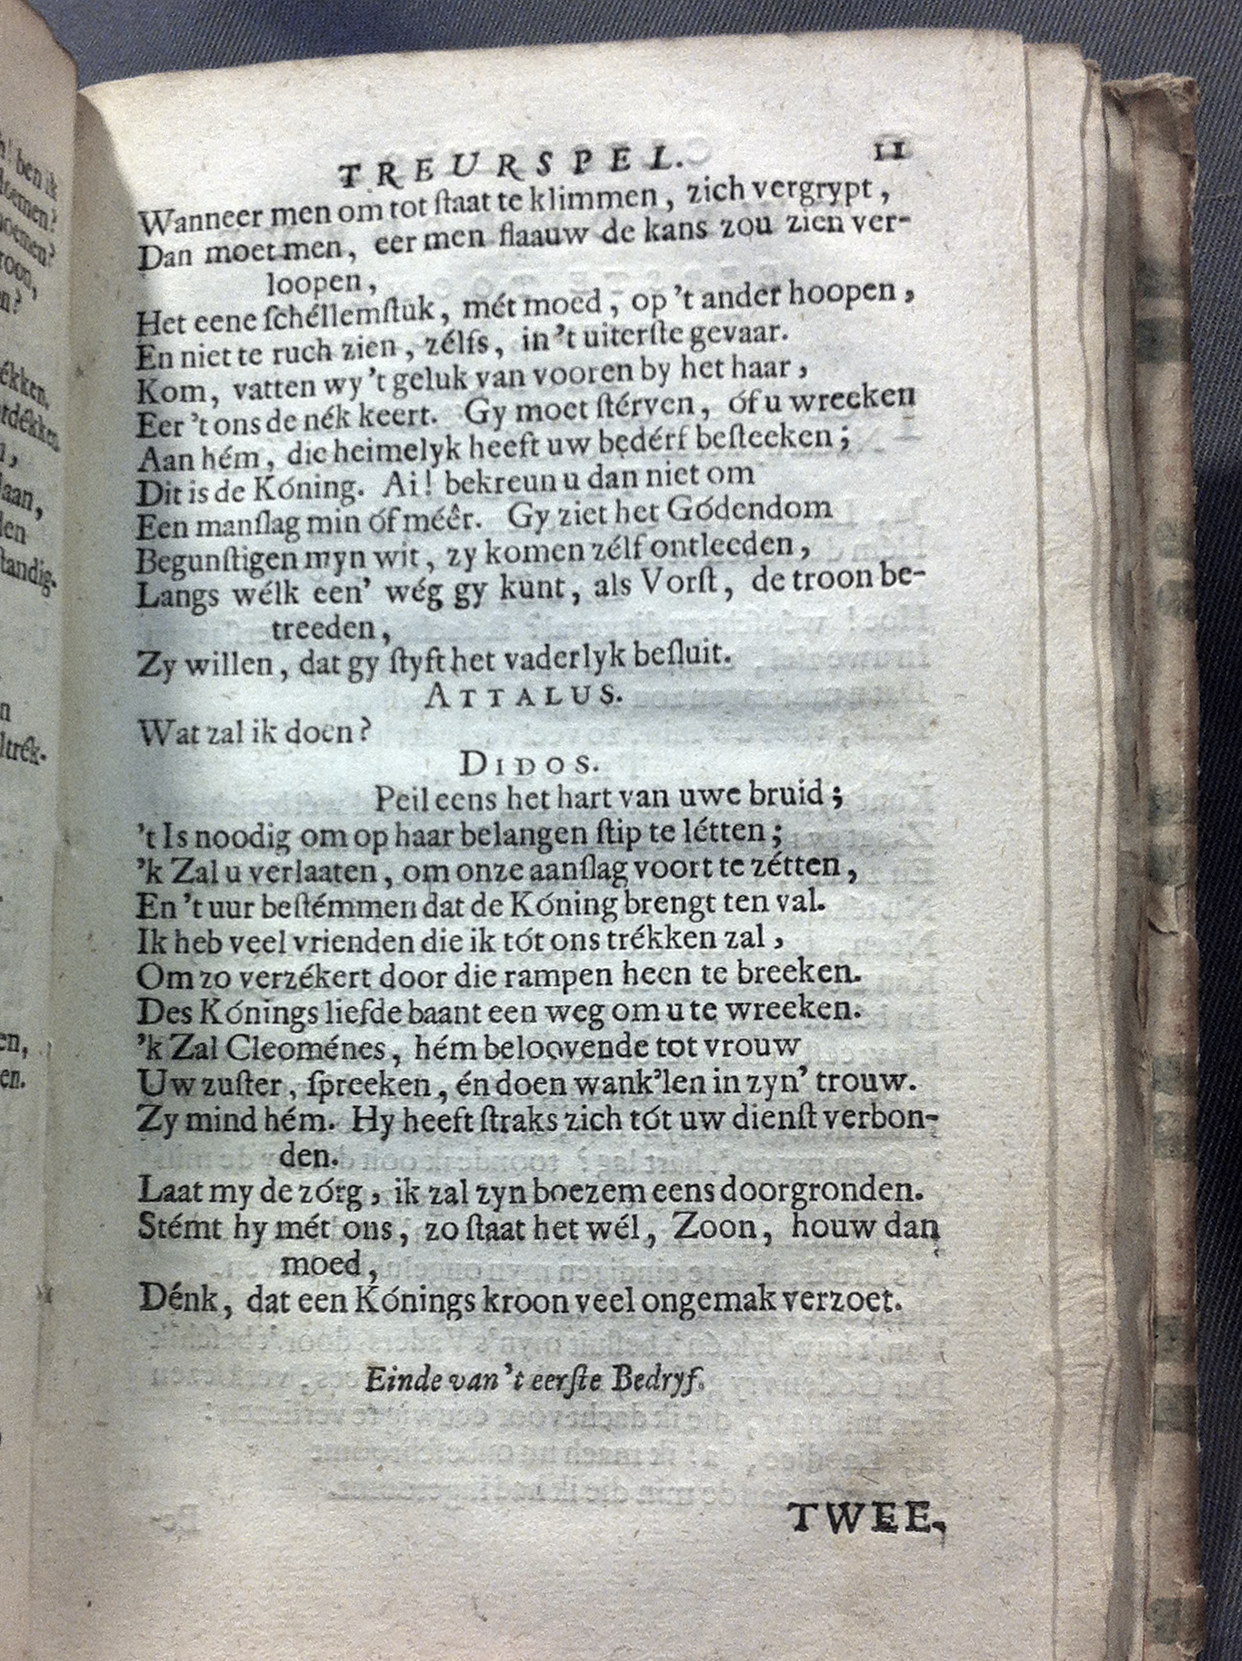 TREURSPEL. 11
Wanneer men om tot ſtaat te klimmen, zich vergrypt,
Dan moet men, eer men flaauw de kans zou zien ver-
loopen,
Het eene ſchéllemſtuk, mét moed, op 't ander hoopen,
En niet te ruch zien, zélfs, in 't uiterſte gevaar.
Kom, vatten wy 't geluk van vooren by het haar,
Eer 't ons de nék keert. Gy moet ſtérven, óf u wreeken
Aan hém, die heimelyk heeft uw bedérf beſteeken;
Dit is de Kóning. Ai! bekreun u dan niet om
Een manſlag min óf méér. Gy ziet het Gódendom
Begunſtigen myn wit, zy komen zélf ontleeden,
Langs wélk een' wég gy kunt, als Vorſt, de troon be-
treeden,
Zy willen, dat gy ſtyft het vaderlyk beſluit.
ATTALUS.
Wat zal ik doen?
DIDOS.
Peil eens het hart van uwe bruid;
't Is noodig om op haar belangen ſtip te létten;
'k Zal u verlaaten, om onze aanſlag voort te zétten,
En 't uur beſtémmen dat de Kóning brengt ten val.
Ik heb veel vrienden die ik tót ons trékken zal,
Om zo verzékert door die rampen heen te breeken.
Des Kónings liefde baant een weg om u te wreeken.
'k Zal Cleoménes, hém beloovende tot vrouw
Uw zuſter, ſpreeken, én doen wank'len in zyn' trouw.
Zy mind hém. Hy heeft ſtraks zich tót uw dienſt verbon-
den.
Laat my de zórg, ik zal zyn boezem eens doorgronden.
Stémt hy mét ons, zo ſtaat het wél, Zoon, houw dan
moed,
Dénk, dat een Kónings kroon veel ongemak verzoet.
Einde van 't eerſte Bedryf.
TWEE,